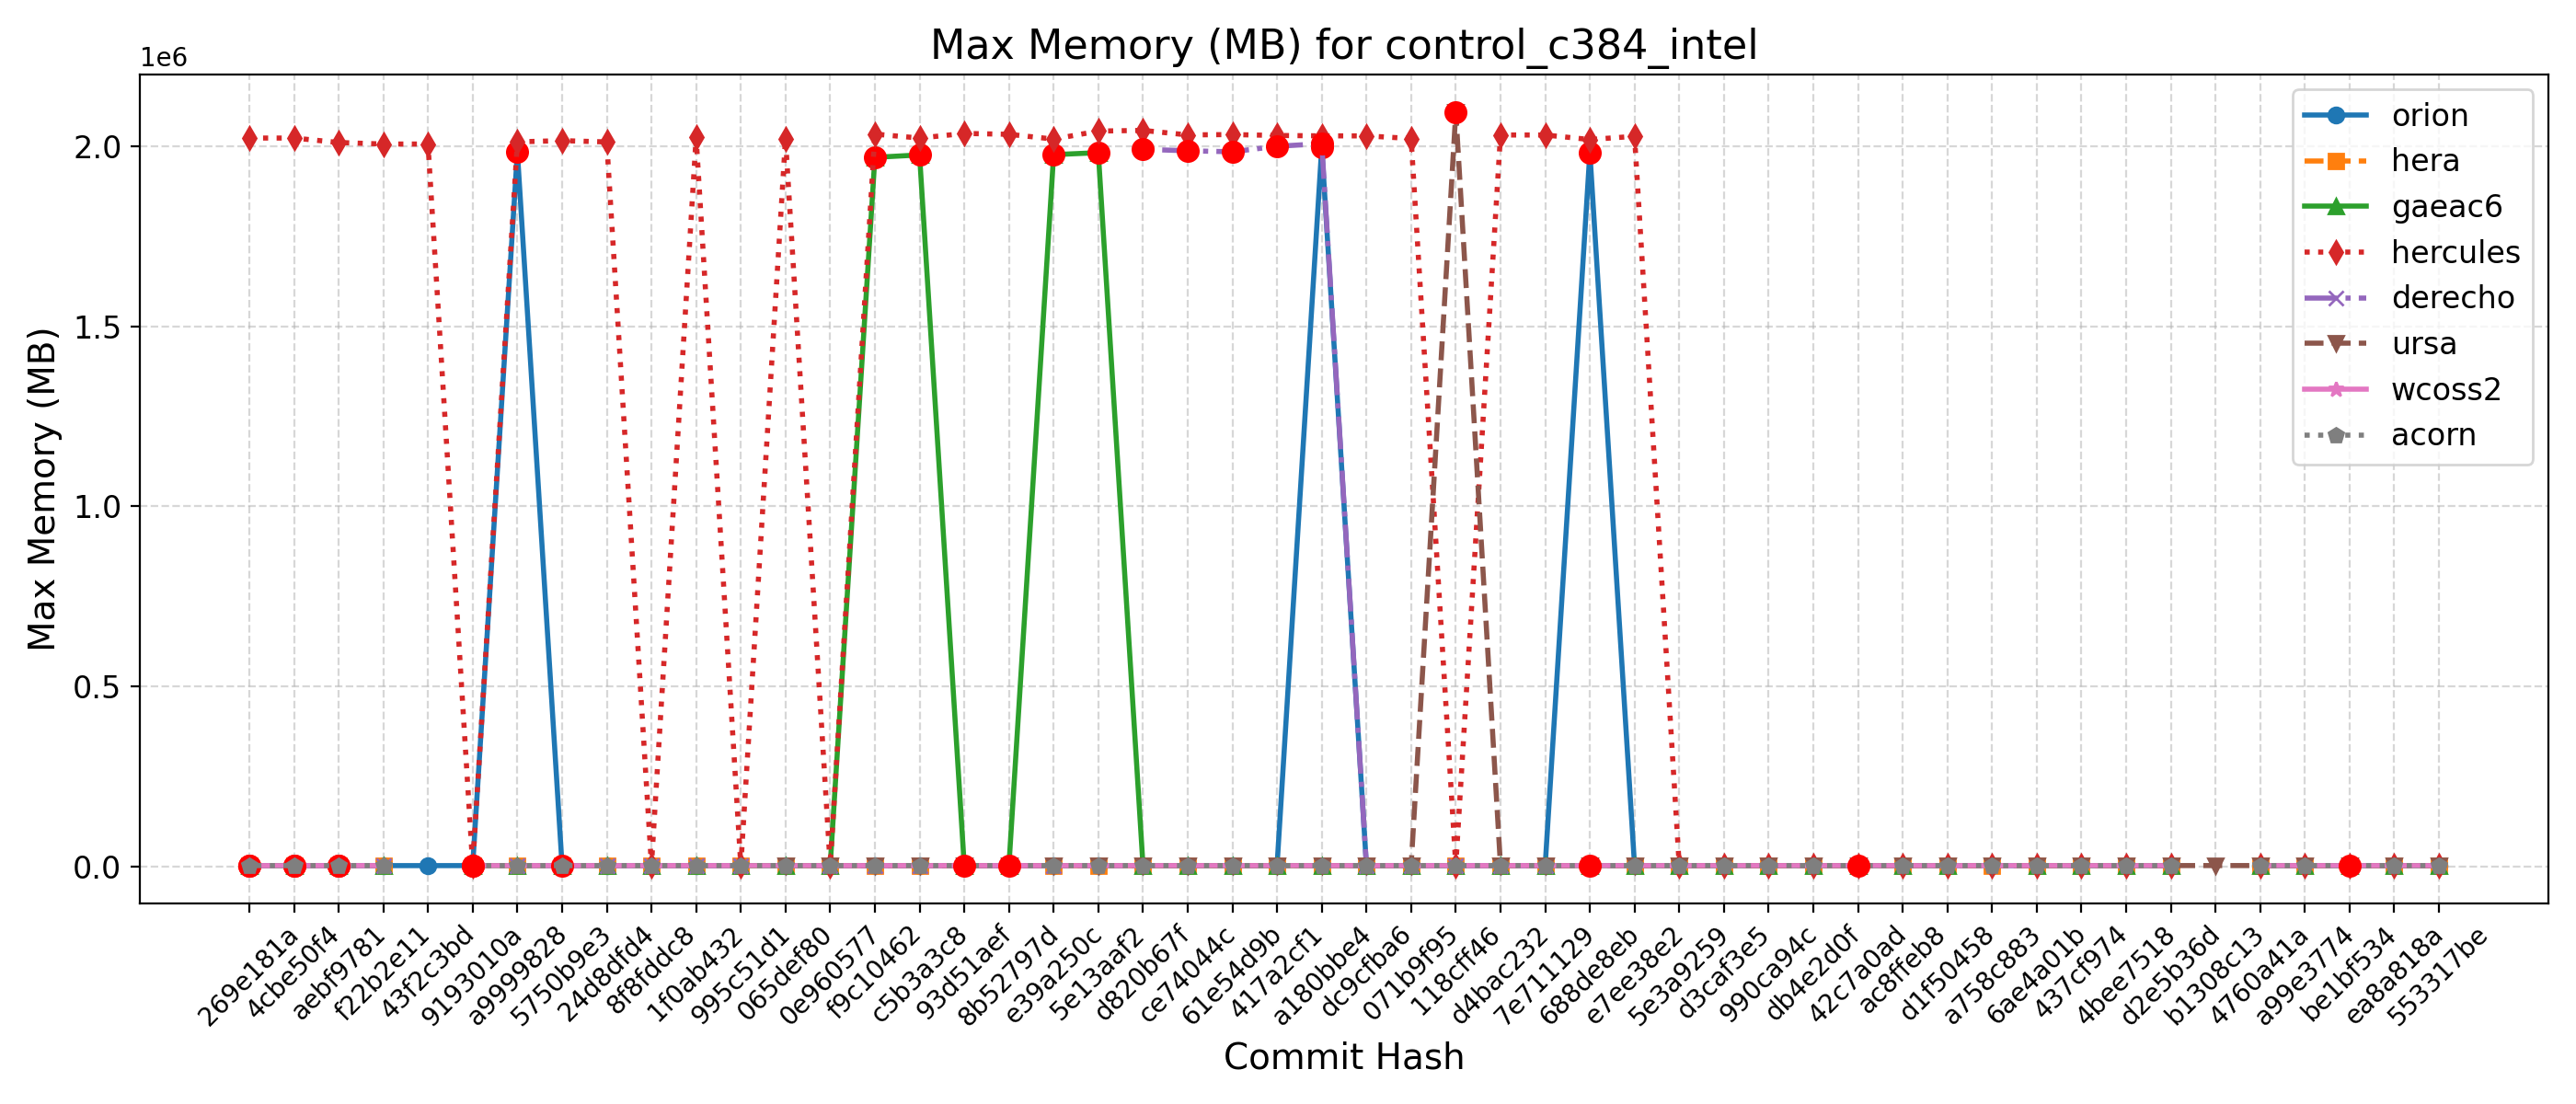 Max Memory (MB) for control_c384_intel
1e6
Max Memory (MB)
2.0
1.5
1.0
0.5
0.0
orion
hera
gaeac6
hercules
derecho
ursa
wcoss2
acorn
269e181a
4cbe50f4
aebf9781
f22b2e11
43f2c3bd
9193010a
a9999828
5750b9e3
24d8dfd4
8f8fddc8
1f0ab432
995c51d1
065def80
0e960577
f9c10462
c5b3a3c8
93d51aef
8b52797d
e39a250c
5e13aaf2
d820b67f
ce74044c
61e54d9b
417a2cf1
a180bbe4
dc9cfba6
071b9f95
118cff46
d4bac232
7e711129
688de8eb
e7ee38e2
5e3a9259
d3caf3e5
990ca94c
db4e2d0f
42c7a0ad
ac8ffeb8
d1f50458
a758c883
6ae4a01b
437cf974
4bee7518
d2e5b36d
b1308c13
4760a41a
a99e3774
be1bf534
ea8a818a
553317be
Commit Hash